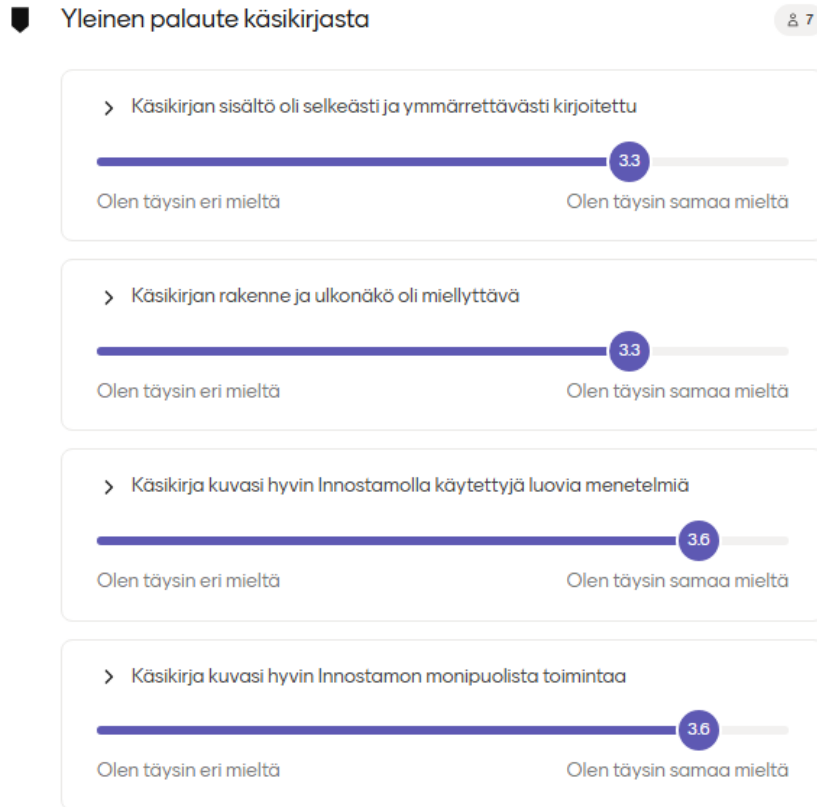 Yleinen palaute käsikirjasta
7
Käsikirjan sisältö oli selkeästi ja ymmärrettävästi kirjoitettu
3.3
Olen täysin eri mieltä
Olen täysin samaa mieltä
Käsikirjan rakenne ja ulkonäkö oli miellyttävä
3.3
Olen täysin eri mieltä
Olen täysin samaa mieltä
Käsikirja kuvasi hyvin Innostamolla käytettyjä luovia menetelmiä
3.6
Olen täysin eri mieltä
Olen täysin samaa mieltä
Käsikirja kuvasi hyvin Innostamon monipuolista toimintaa
3.6
Olen täysin eri mieltä
Olen täysin samaa mieltä